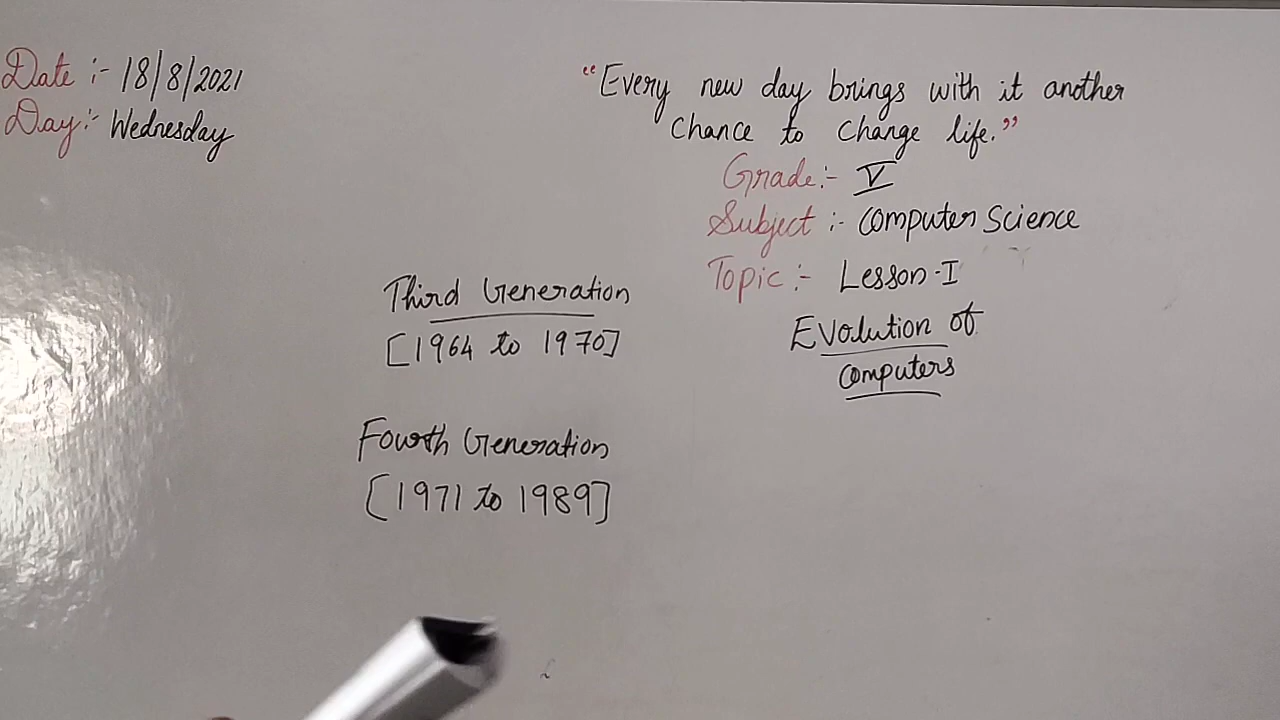 Date :- 18/8/2021
Day :- Wednesday
"Every new day brings with it another
chance to change life."
Grade :- V
Subject :- Computer Science
Topic :- Lesson - I
Evolution of
Computers
Third Generation
[1964 to 1970]
Fourth Generation
[1971 to 1989]